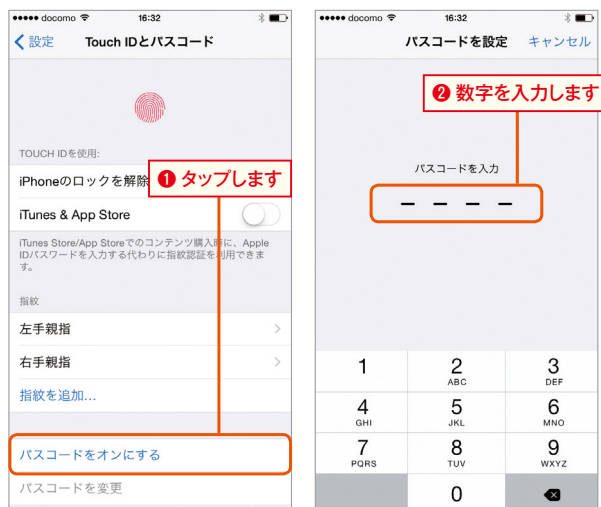 docomo 16:32
設定 Touch IDとパスコード
TOUCH IDを使用:
iPhoneのロックを解除
❶ タップします
iTunes & App Store
iTunes Store/App Storeでのコンテンツ購入時に、Apple
IDパスワードを入力する代わりに指紋認証を利用できま
す。
指紋
左手親指
右手親指
指紋を追加...
パスコードをオンにする
パスコードを変更
docomo 16:32
パスコードを設定 キャンセル
❷ 数字を入力します
パスコードを入力
1 2 3
ABC DEF
4 5 6
GHI JKL MNO
7 8 9
PQRS TUV WXYZ
0